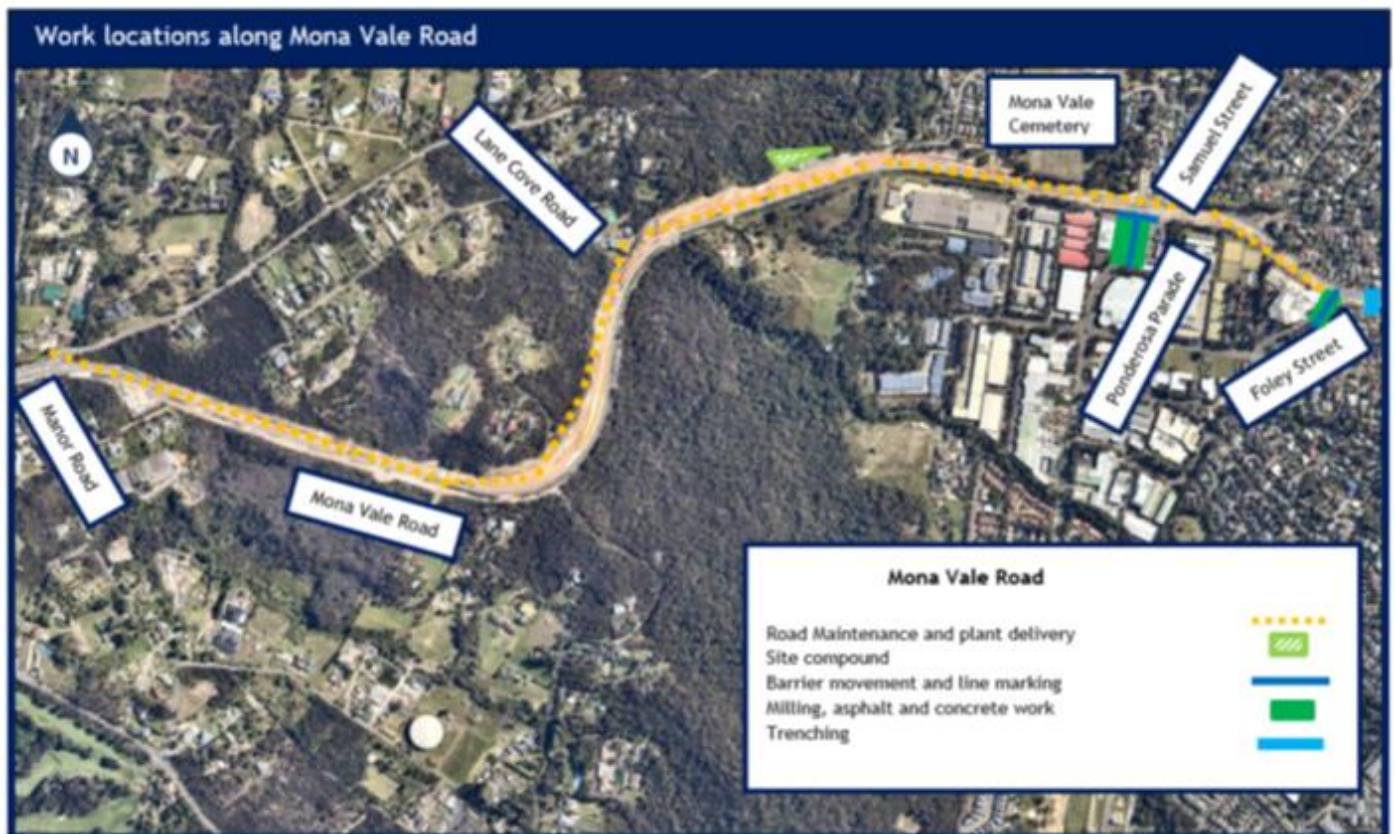 Work locations along Mona Vale Road
N
Lane Cove Road
Mona Vale
Cemetery
Samuel Street
Manor Road
Mona Vale Road
Ponderosa Parade
Foley Street
Mona Vale Road
Road Maintenance and plant delivery
Site compound
Barrier movement and line marking
Milling, asphalt and concrete work
Trenching